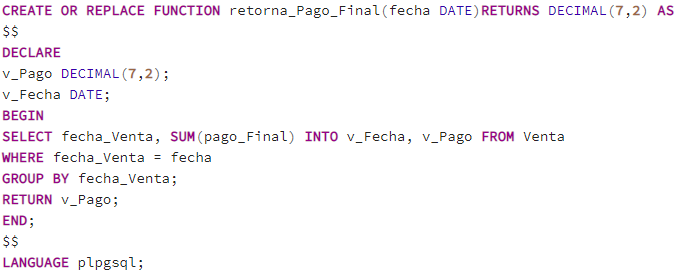 CREATE OR REPLACE FUNCTION retorna_Pago_Final(fecha DATE)RETURNS DECIMAL(7,2) AS
$$
DECLARE
v_Pago DECIMAL(7,2);
v_Fecha DATE;
BEGIN
SELECT fecha_Venta, SUM(pago_Final) INTO v_Fecha, v_Pago FROM Venta
WHERE fecha_Venta = fecha
GROUP BY fecha_Venta;
RETURN v_Pago;
END;
$$
LANGUAGE plpgsql;